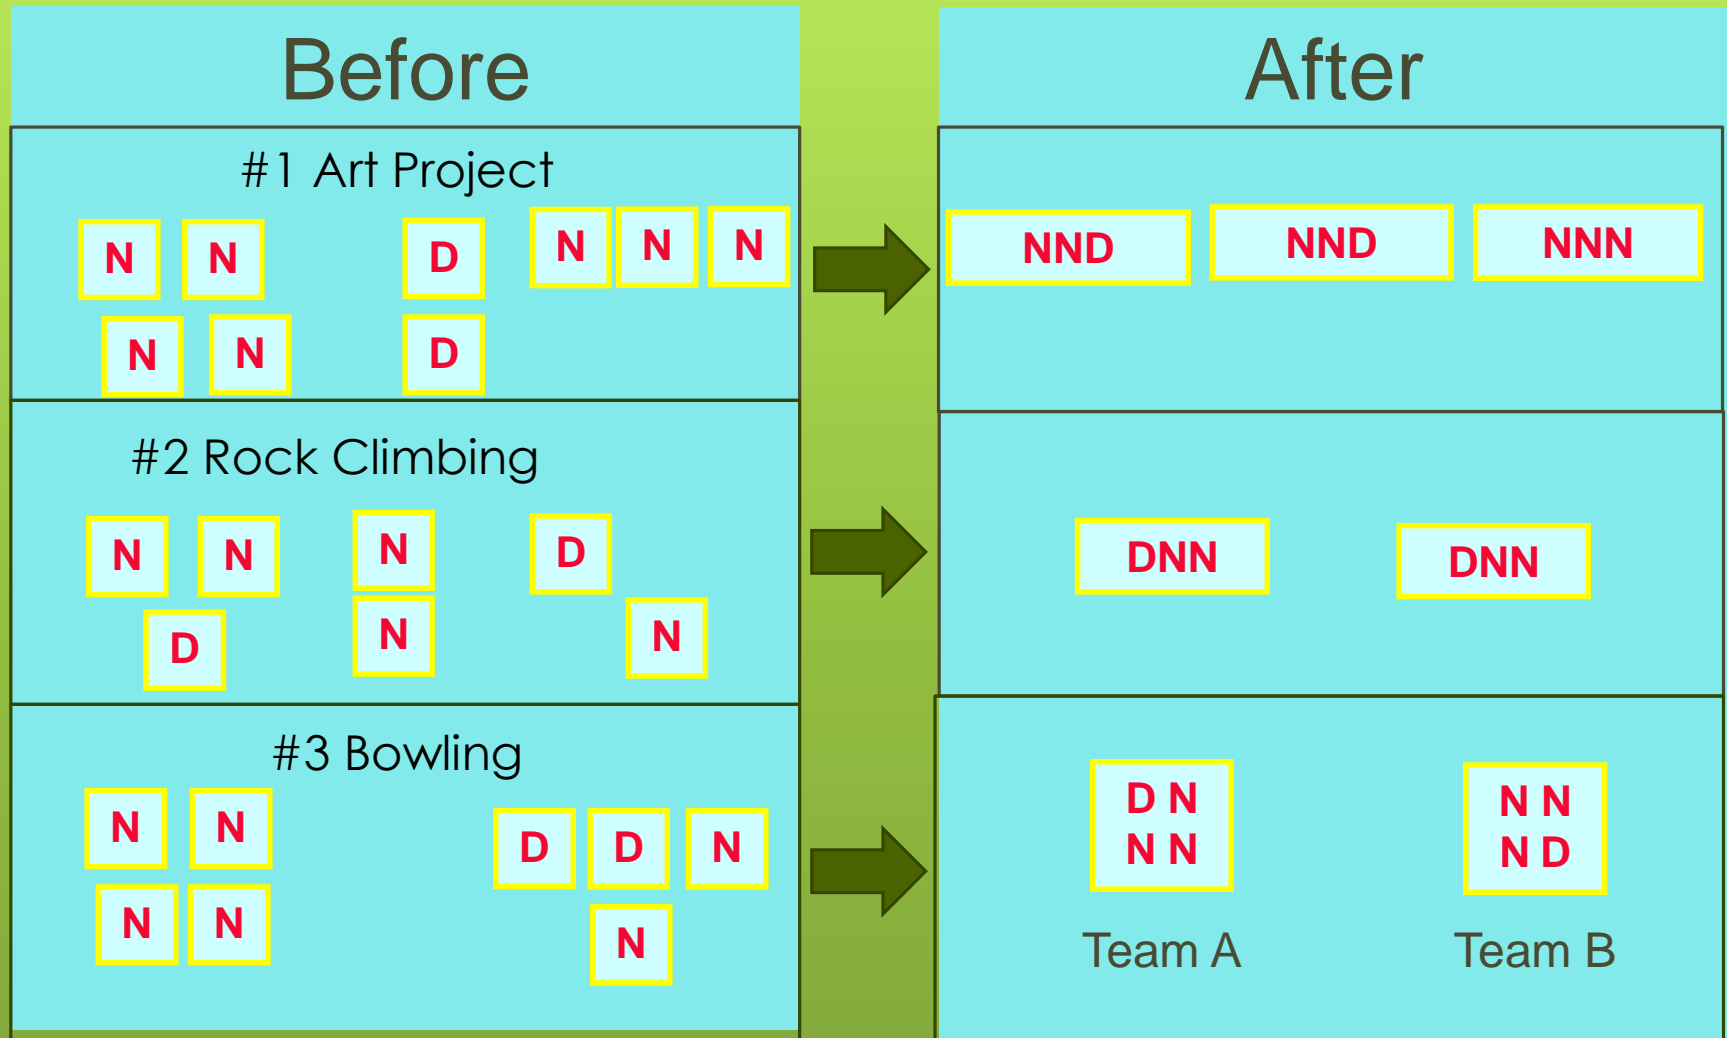 Before
#1 Art Project
N N D N N N
N N D
#2 Rock Climbing
N N N D
D N N
#3 Bowling
N N D D N
N N N
After
NND NND NNN
DNN DNN
D N
N N
Team A
N N
N D
Team B